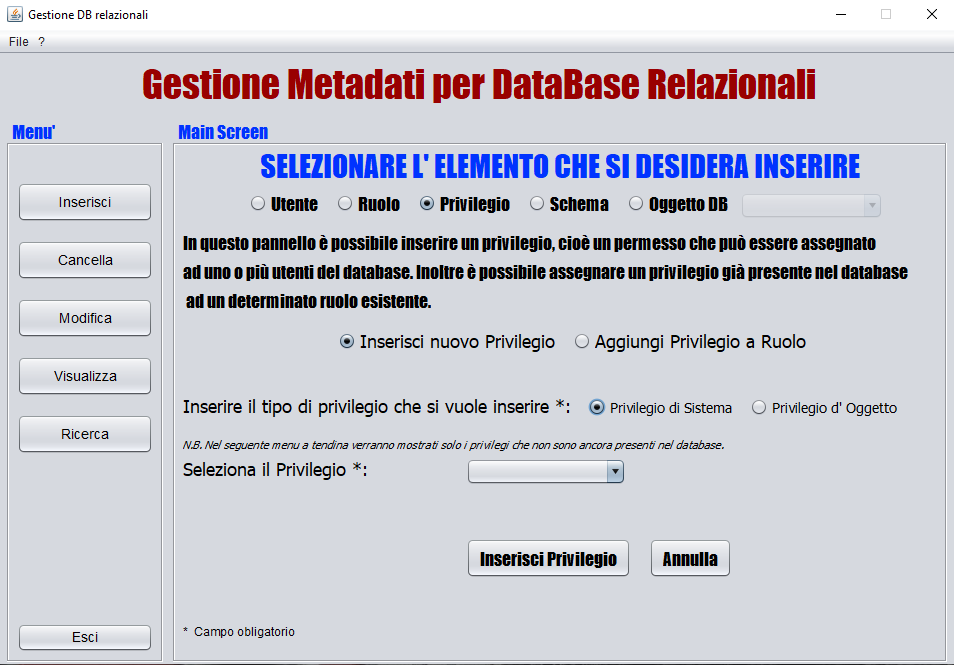 Gestione DB relazionali
File ?
Gestione Metadati per DataBase Relazionali
Menu'
Main Screen
Inserisci
Cancella
Modifica
Visualizza
Ricerca
Esci
SELEZIONARE L' ELEMENTO CHE SI DESIDERA INSERIRE
Utente Ruolo Privilegio Schema Oggetto DB
In questo pannello è possibile inserire un privilegio, cioè un permesso che può essere assegnato
ad uno o più utenti del database. Inoltre è possibile assegnare un privilegio già presente nel database
ad un determinato ruolo esistente.
Inserisci nuovo Privilegio Aggiungi Privilegio a Ruolo
Inserire il tipo di privilegio che si vuole inserire *: Privilegio di Sistema Privilegio d' Oggetto
N.B. Nel seguente menu a tendina verranno mostrati solo i privilegi che non sono ancora presenti nel database.
Seleziona il Privilegio *:
Inserisci Privilegio Annulla
* Campo obligatorio